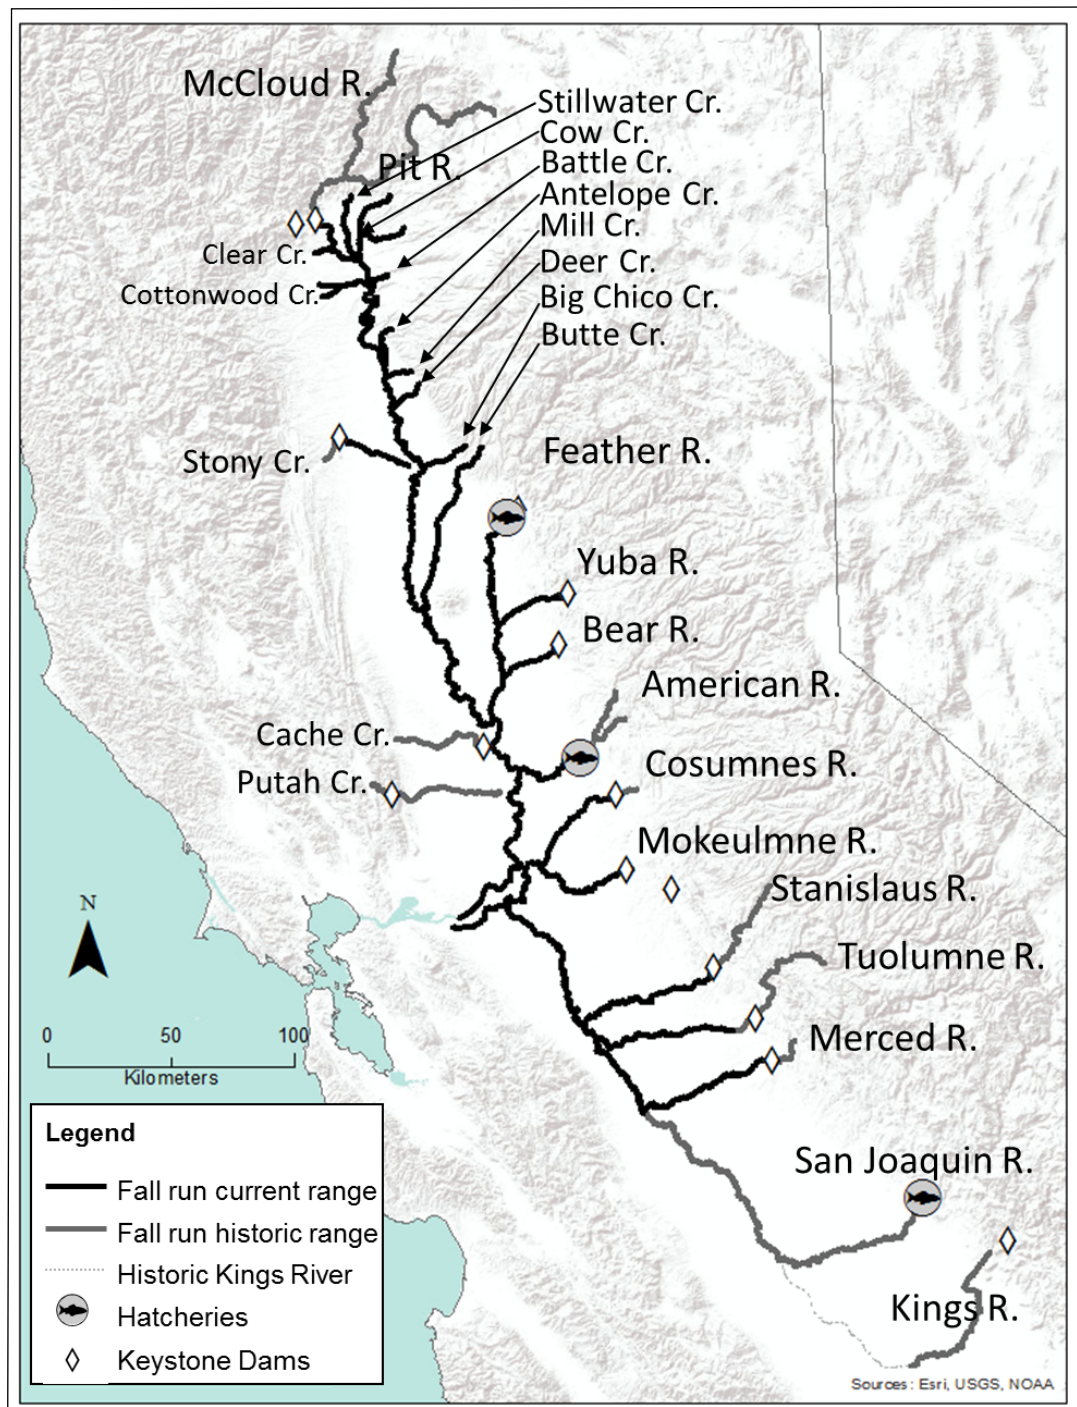 McCloud R.
Stillwater Cr.
Cow Cr.
Pit R.
Battle Cr.
Antelope Cr.
Mill Cr.
Clear Cr.
Deer Cr.
Cottonwood Cr.
Big Chico Cr.
Butte Cr.
Stony Cr.
Feather R.
Yuba R.
Bear R.
American R.
Cache Cr.
Cosumnes R.
Putah Cr.
Mokeulmne R.
Stanislaus R.
N
Tuolumne R.
0 50 100
Kilometers
Merced R.
San Joaquin R.
Kings R.
Legend
Fall run current range
Fall run historic range
Historic Kings River
Hatcheries
Keystone Dams
Sources: Esri, USGS, NOAA